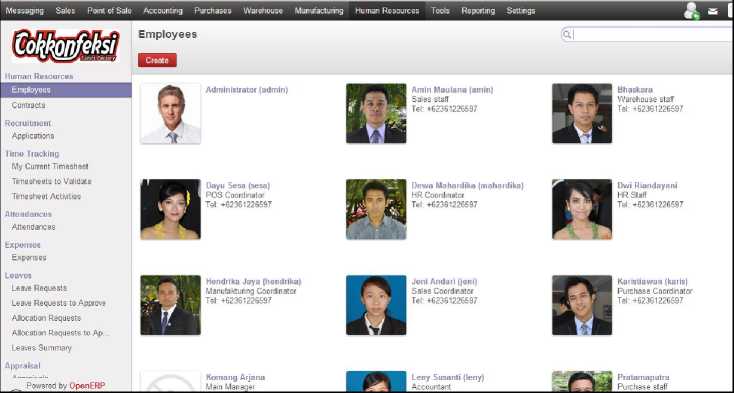 Messaging Sales Point of Sale Accounting Purchases Warehouse Manufacturing Human Resources Tools Reporting Settings
Cokkonfeksi
Employees
Create
Human Resources
Employees
Contracts
Recruitment
Applications
Time Tracking
My Current Timesheet
Timesheets to Validate
Timesheet Activities
Attendances
Attendances
Expenses
Expenses
Leaves
Leave Requests
Leave Requests to Approve
Allocation Requests
Allocation Requests to Ap...
Leaves Summary
Appraisal
Powered by OpenERP
Administrator (admin)
Amin Maulana (amin)
Sales staff
Tel: +62361226597
Bhaskara
Warehouse staff
Tel: +62361226597
Dayu Sesa (sesa)
POS Coordinator
Tel: +62361226597
Dewa Mahardika (mahardika)
HR Coordinator
Tel: +62361226597
Dwi Riandayani
HR Staff
Tel: +62361226597
Hendrika Jaya (hendrika)
Manufakturing Coordinator
Tel: +62361226597
Jeni Andari (jeni)
Sales Coordinator
Tel: +62361226597
Karistiawan (karis)
Purchase Coordinator
Tel: +62361226597
Komang Arjana
Main Manager
Leny Susanti (leny)
Accountant
Pratamaputra
Purchase staff